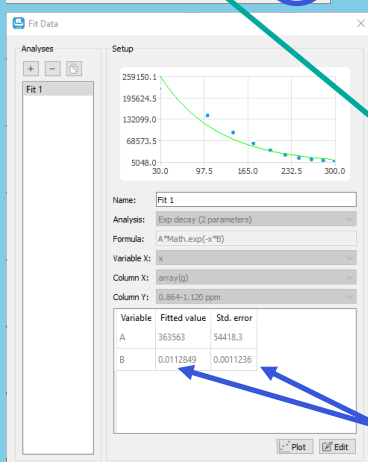 Fit Data
Analyses
Setup
Fit 1
259150.1
195624.5
132099.0
68573.5
5048.0
30.0 97.5 165.0 232.5 300.0
Name: Fit 1
Analysis: Exp decay (2 parameters)
Formula: A*Math.exp(-x*B)
Variable X: x
Column X: array(g)
Column Y: 0.864-1.120 ppm
Variable Fitted value Std. error
A 363563 54418.3
B 0.0112849 0.0011236
Plot Edit